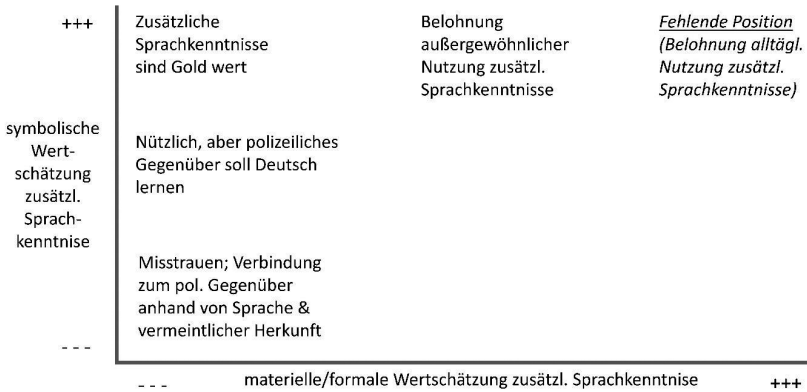 +++
Zusätzliche
Sprachkenntnisse
sind Gold wert
Belohnung
außergewöhnlicher
Nutzung zusätzl.
Sprachkenntnisse
Fehlende Position
(Belohnung alltägl.
Nutzung zusätzl.
Sprachkenntnisse)
symbolische
Wert-
schätzung
zusätzl.
Sprach-
kenntnise
Nützlich, aber polizeiliches
Gegenüber soll Deutsch
lernen
Misstrauen; Verbindung
zum pol. Gegenüber
anhand von Sprache &
vermeintlicher Herkunft
- - -
- - - materielle/formale Wertschätzung zusätzl. Sprachkenntnisse +++